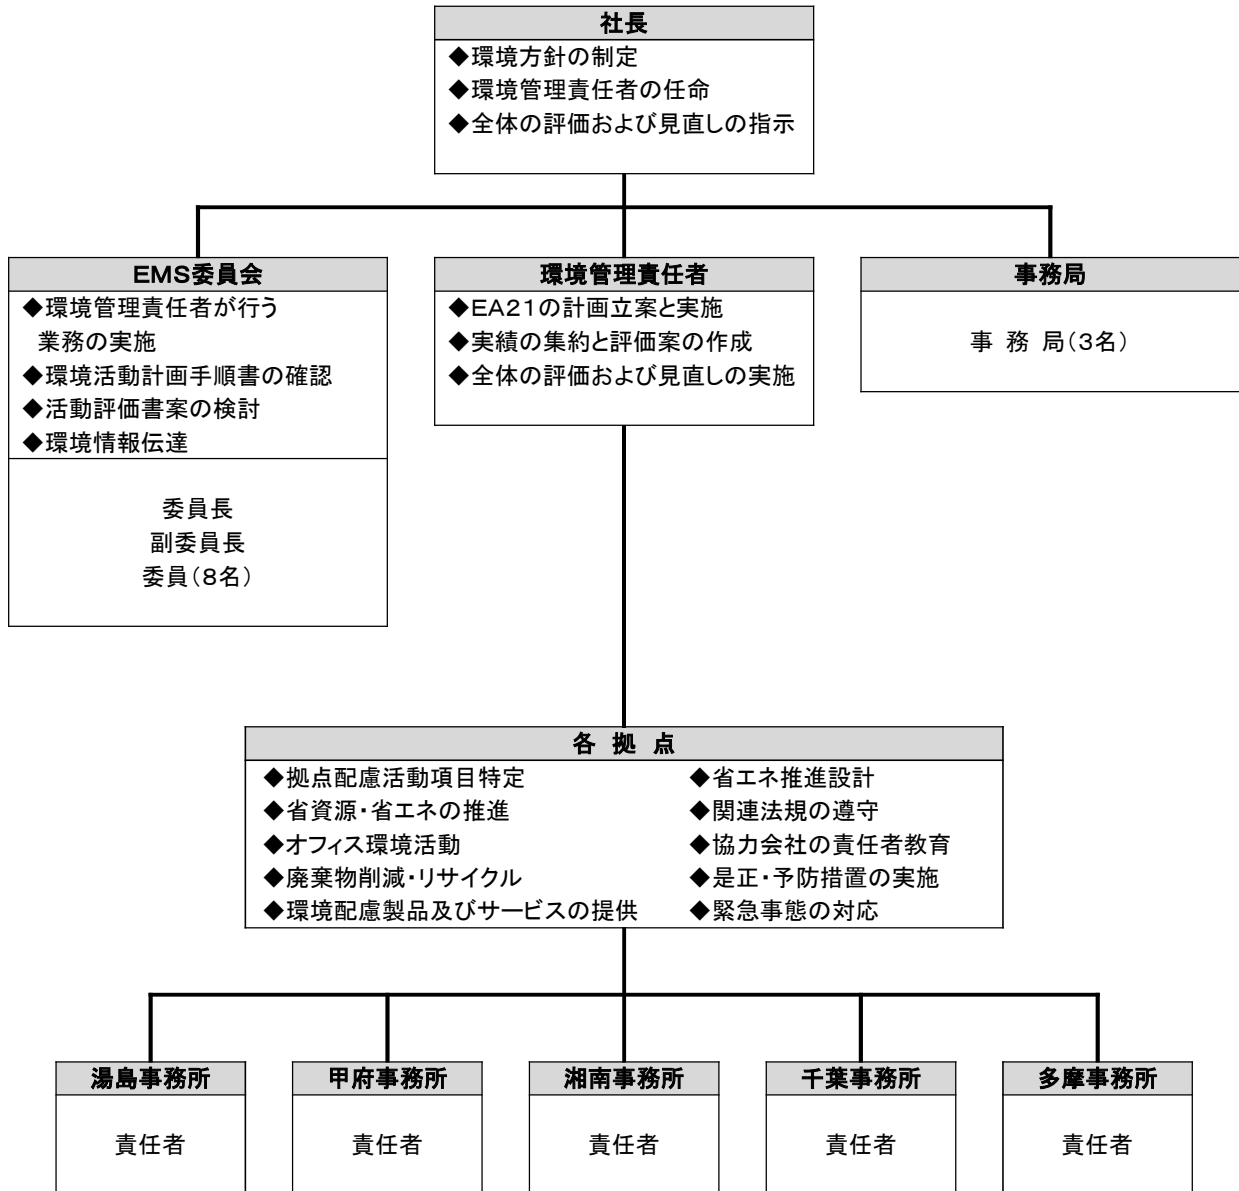 社長
◆環境方針の制定
◆環境管理責任者の任命
◆全体の評価および見直しの指示
EMS委員会
◆環境管理責任者が行う
業務の実施
◆環境活動計画手順書の確認
◆活動評価書案の検討
◆環境情報伝達
委員長
副委員長
委員(8名)
環境管理責任者
◆EA21の計画立案と実施
◆実績の集約と評価案の作成
◆全体の評価および見直しの実施
事務局
事 務 局(3名)
各 拠 点
◆拠点配慮活動項目特定
◆省資源・省エネの推進
◆オフィス環境活動
◆廃棄物削減・リサイクル
◆環境配慮製品及びサービスの提供
◆省エネ推進設計
◆関連法規の遵守
◆協力会社の責任者教育
◆是正・予防措置の実施
◆緊急事態の対応
湯島事務所
責任者
甲府事務所
責任者
湘南事務所
責任者
千葉事務所
責任者
多摩事務所
責任者